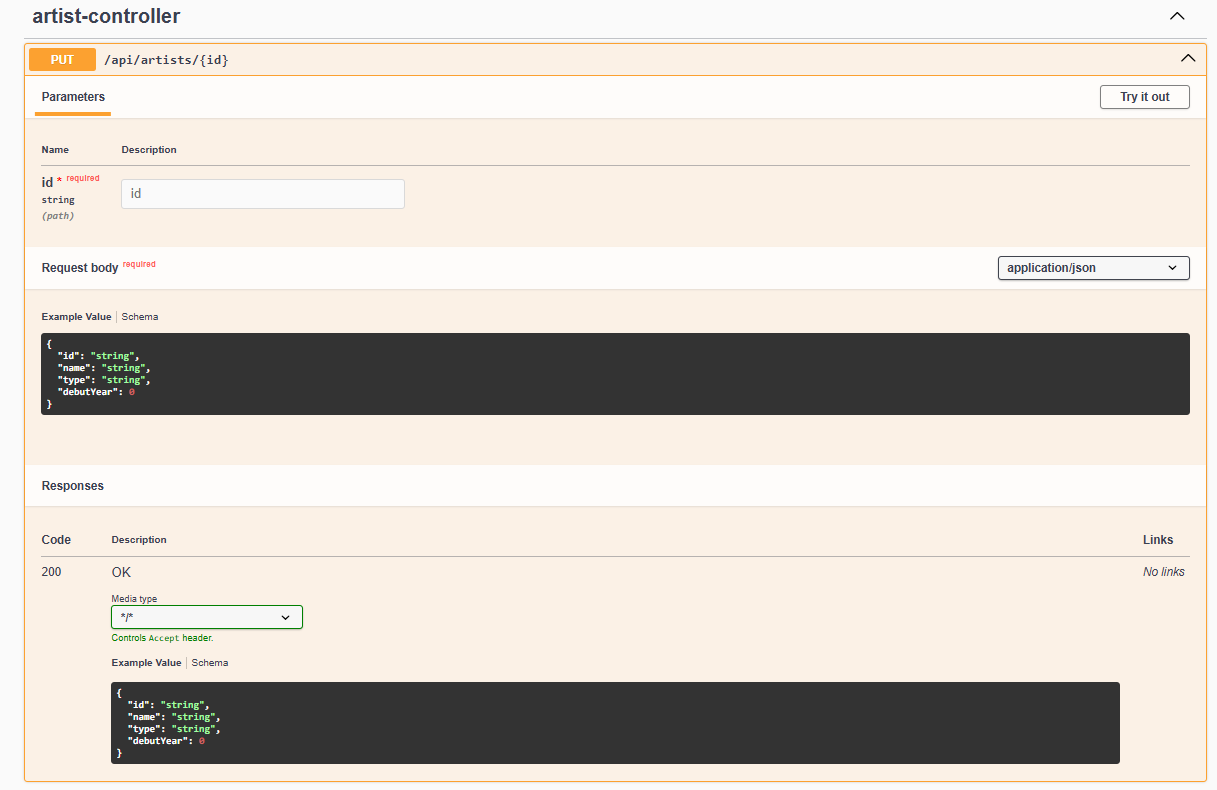 artist-controller
PUT /api/artists/{id}
Parameters
Try it out
Name Description
id * required
string
(path)
id
Request body required
application/json
Example Value | Schema
{
  "id": "string",
  "name": "string",
  "type": "string",
  "debutYear": 0
}
Responses
Code Description Links
200 OK No links
Media type
*/*
Controls Accept header.
Example Value | Schema
{
  "id": "string",
  "name": "string",
  "type": "string",
  "debutYear": 0
}